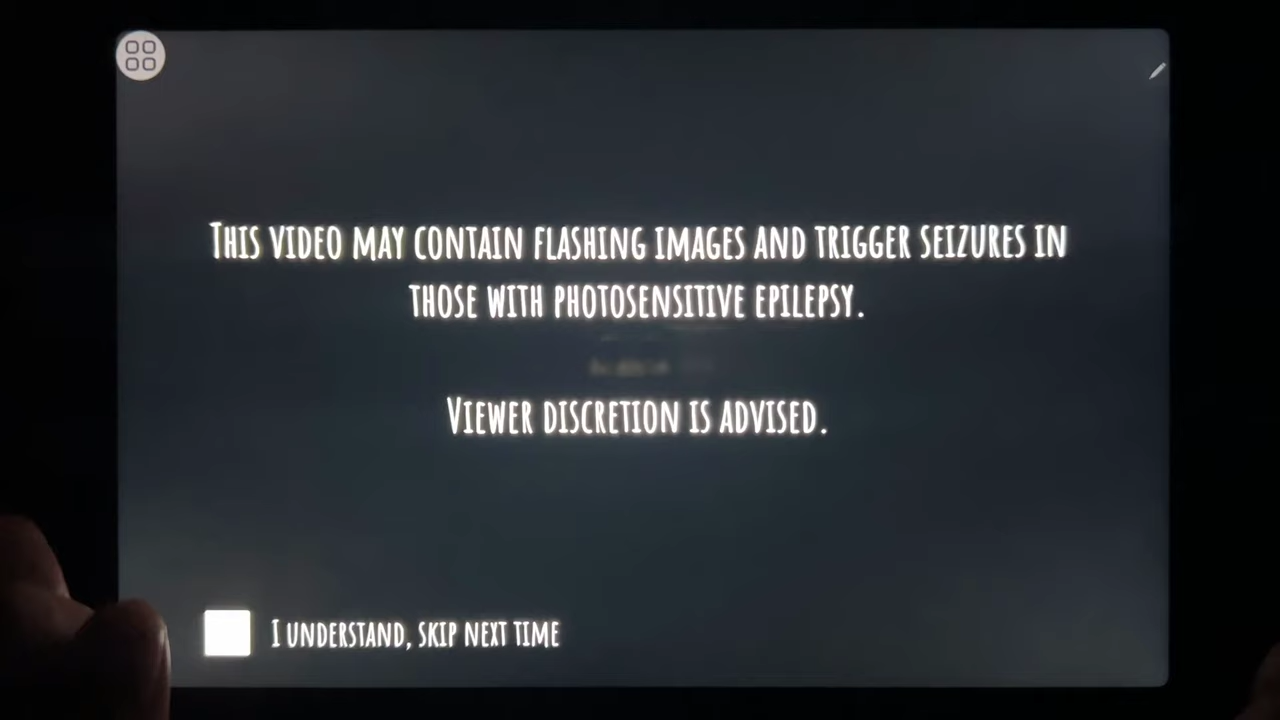 This video may contain flashing images and trigger seizures in
those with photosensitive epilepsy.
Viewer discretion is advised.
I understand, skip next time